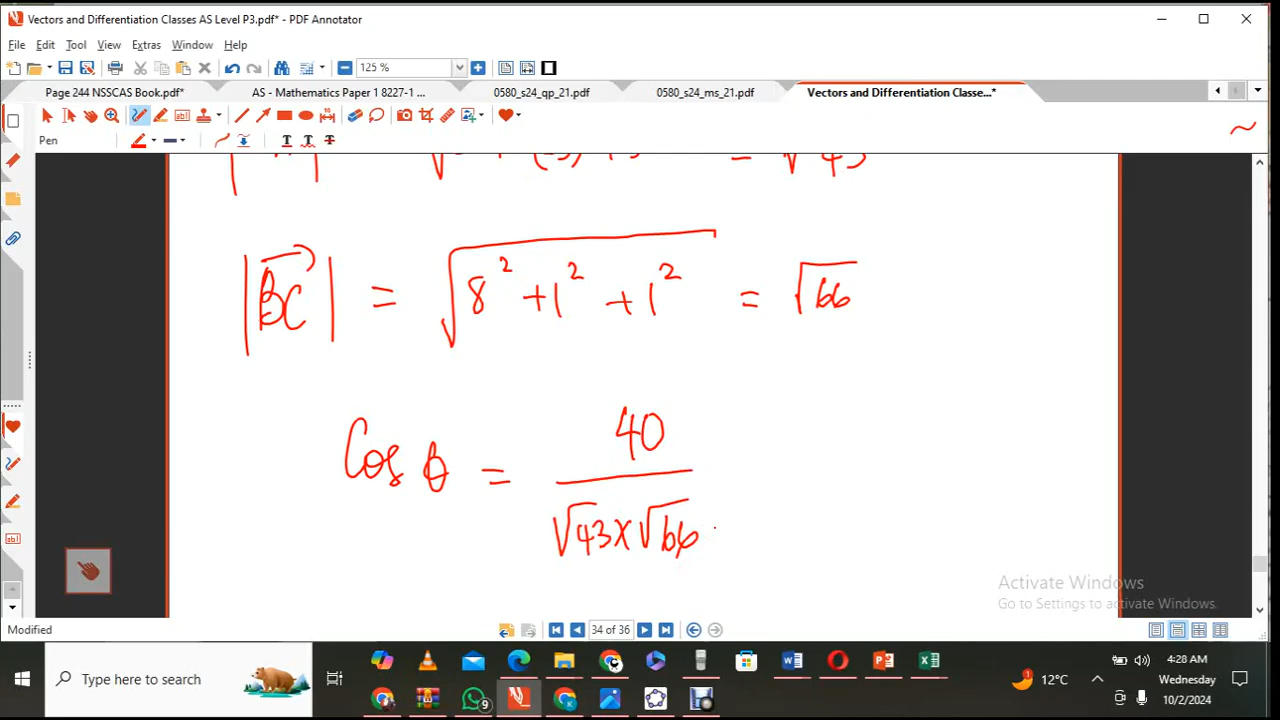 Vectors and Differentiation Classes AS Level P3.pdf* - PDF Annotator
File Edit Tool View Extras Window Help
125 %
Page 244 NSSCAS Book.pdf* AS - Mathematics Paper 1 8227-1 ... 0580_s24_qp_21.pdf 0580_s24_ms_21.pdf Vectors and Differentiation Classe...*
Pen
= √43
|BC| = √8² + 1² + 1² = √66
Cos θ = 40
√43 x √66
Activate Windows
Go to Settings to activate Windows.
Modified 34 of 36
Type here to search 9 12°C 4:28 AM
Wednesday
10/2/2024